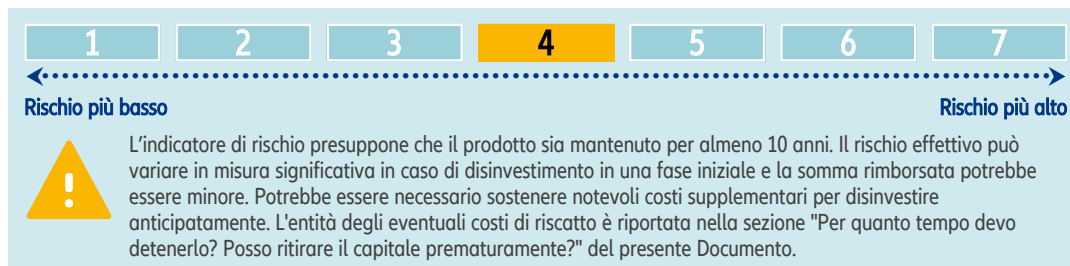 1 2 3 4 5 6 7
Rischio più basso Rischio più alto
L'indicatore di rischio presuppone che il prodotto sia mantenuto per almeno 10 anni. Il rischio effettivo può
variare in misura significativa in caso di disinvestimento in una fase iniziale e la somma rimborsata potrebbe
essere minore. Potrebbe essere necessario sostenere notevoli costi supplementari per disinvestire
anticipatamente. L'entità degli eventuali costi di riscatto è riportata nella sezione "Per quanto tempo devo
detenerlo? Posso ritirare il capitale prematuramente?" del presente Documento.